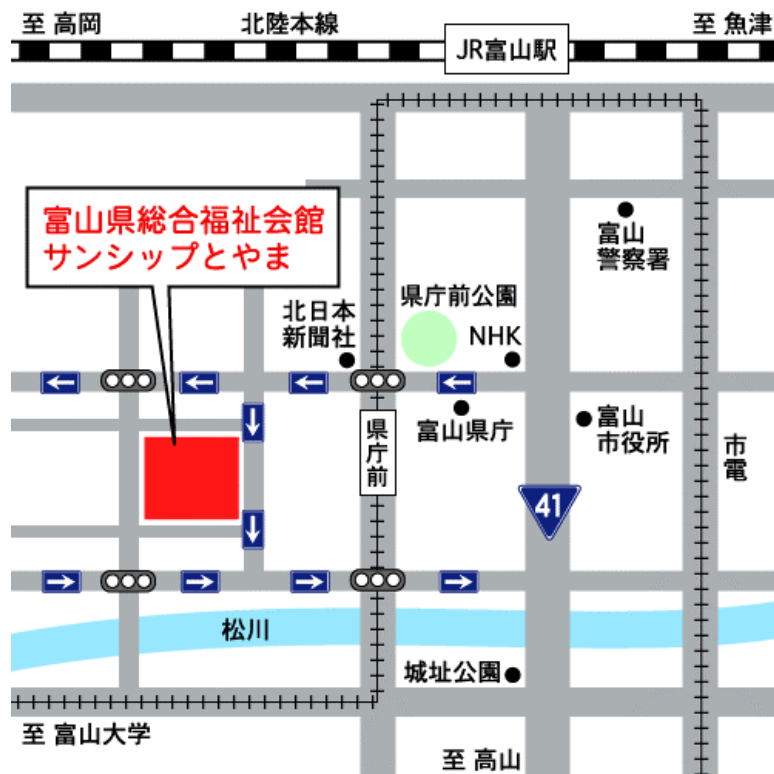 至 高岡
北陸本線
至 魚津
JR富山駅
富山県総合福祉会館
サンシップとやま
富山
警察署
県庁前公園
北日本
新聞社
NHK
富山県庁
富山
市役所
県庁前
市電
41
松川
城址公園
至 富山大学
至 高山